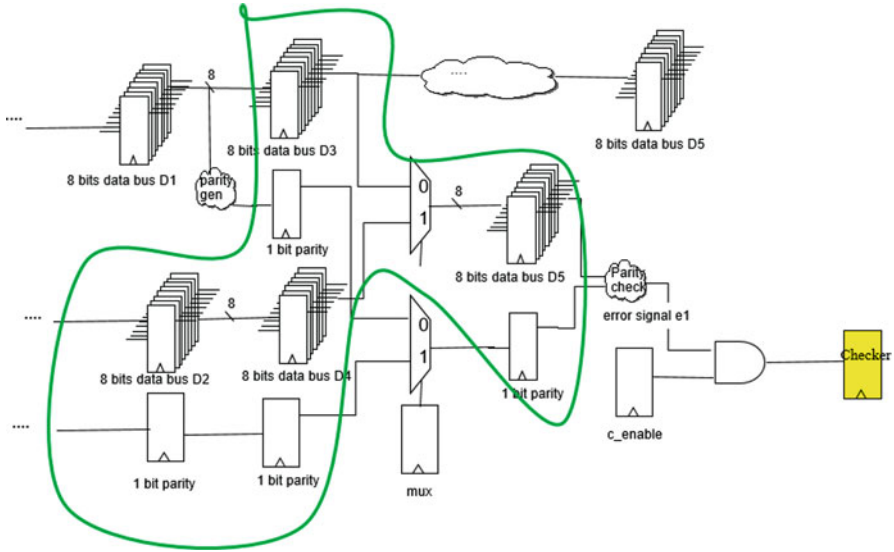 ....
8
....
8 bits data bus D1
8 bits data bus D3
8 bits data bus D5
parity
gen
0
1
8
1 bit parity
8 bits data bus D5
Parity
check
error signal e1
....
8
0
1
8 bits data bus D2
8 bits data bus D4
1 bit parity
Checker
....
c_enable
1 bit parity
1 bit parity
mux